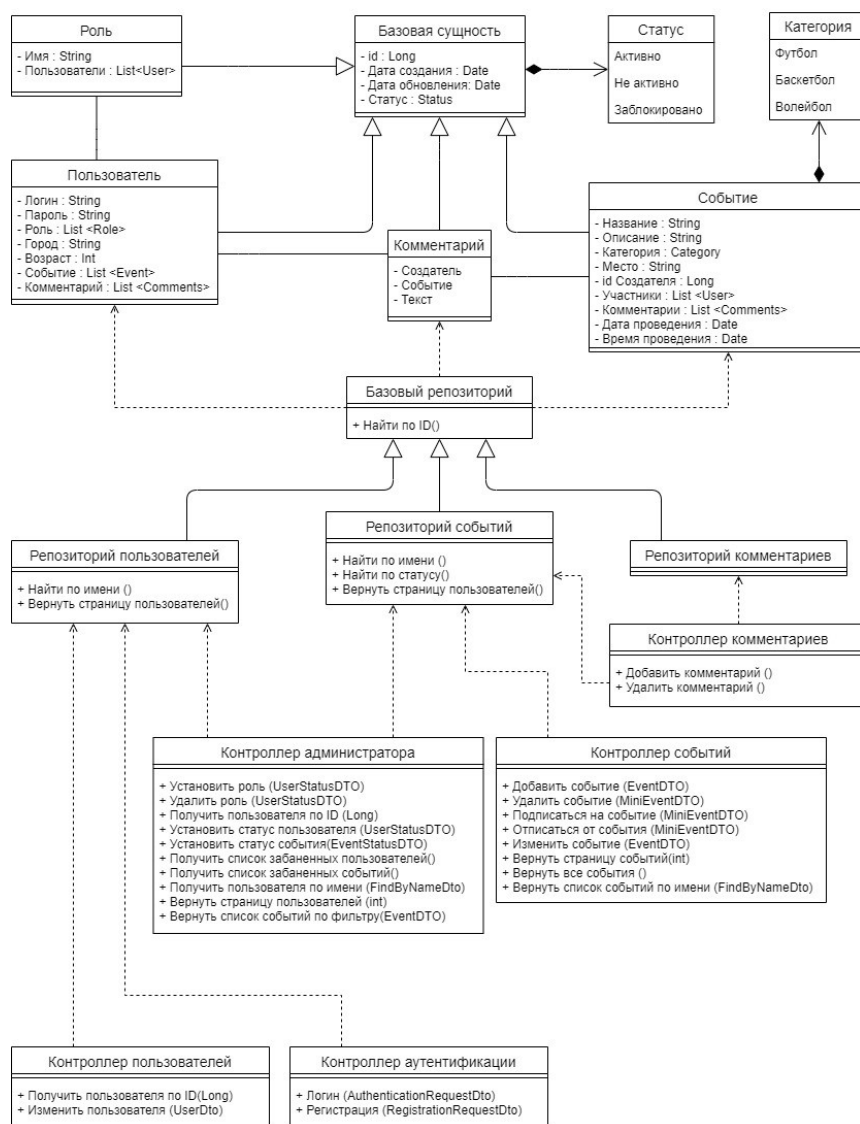 Роль
- Имя : String
- Пользователи : List<User>
Базовая сущность
- id : Long
- Дата создания : Date
- Дата обновления: Date
- Статус : Status
Статус
Активно
Не активно
Заблокировано
Категория
Футбол
Баскетбол
Волейбол
Пользователь
- Логин : String
- Пароль : String
- Роль : List <Role>
- Город : String
- Возраст : Int
- Событие : List <Event>
- Комментарий : List <Comments>
Комментарий
- Создатель
- Событие
- Текст
Событие
- Название : String
- Описание : String
- Категория : Category
- Место : String
- id Создателя : Long
- Участники : List <User>
- Комментарии : List <Comments>
- Дата проведения : Date
- Время проведения : Date
Базовый репозиторий
+ Найти по ID()
Репозиторий пользователей
+ Найти по имени ()
+ Вернуть страницу пользователей()
Репозиторий событий
+ Найти по имени ()
+ Найти по статусу()
+ Вернуть страницу пользователей()
Репозиторий комментариев
Контроллер комментариев
+ Добавить комментарий ()
+ Удалить комментарий ()
Контроллер администратора
+ Установить роль (UserStatusDTO)
+ Удалить роль (UserStatusDTO)
+ Получить пользователя по ID (Long)
+ Установить статус пользователя (UserStatusDTO)
+ Установить статус события(EventStatusDTO)
+ Получить список забаненных пользователей()
+ Получить список забаненных событий()
+ Получить пользователя по имени (FindByNameDto)
+ Вернуть страницу пользователей (int)
+ Вернуть список событий по фильтру(EventDTO)
Контроллер событий
+ Добавить событие (EventDTO)
+ Удалить событие (MiniEventDTO)
+ Подписаться на событие (MiniEventDTO)
+ Отписаться от события (MiniEventDTO)
+ Изменить событие (EventDTO)
+ Вернуть страницу событий(int)
+ Вернуть все события ()
+ Вернуть список событий по имени (FindByNameDto)
Контроллер пользователей
+ Получить пользователя по ID(Long)
+ Изменить пользователя (UserDto)
Контроллер аутентификации
+ Логин (AuthenticationRequestDto)
+ Регистрация (RegistrationRequestDto)